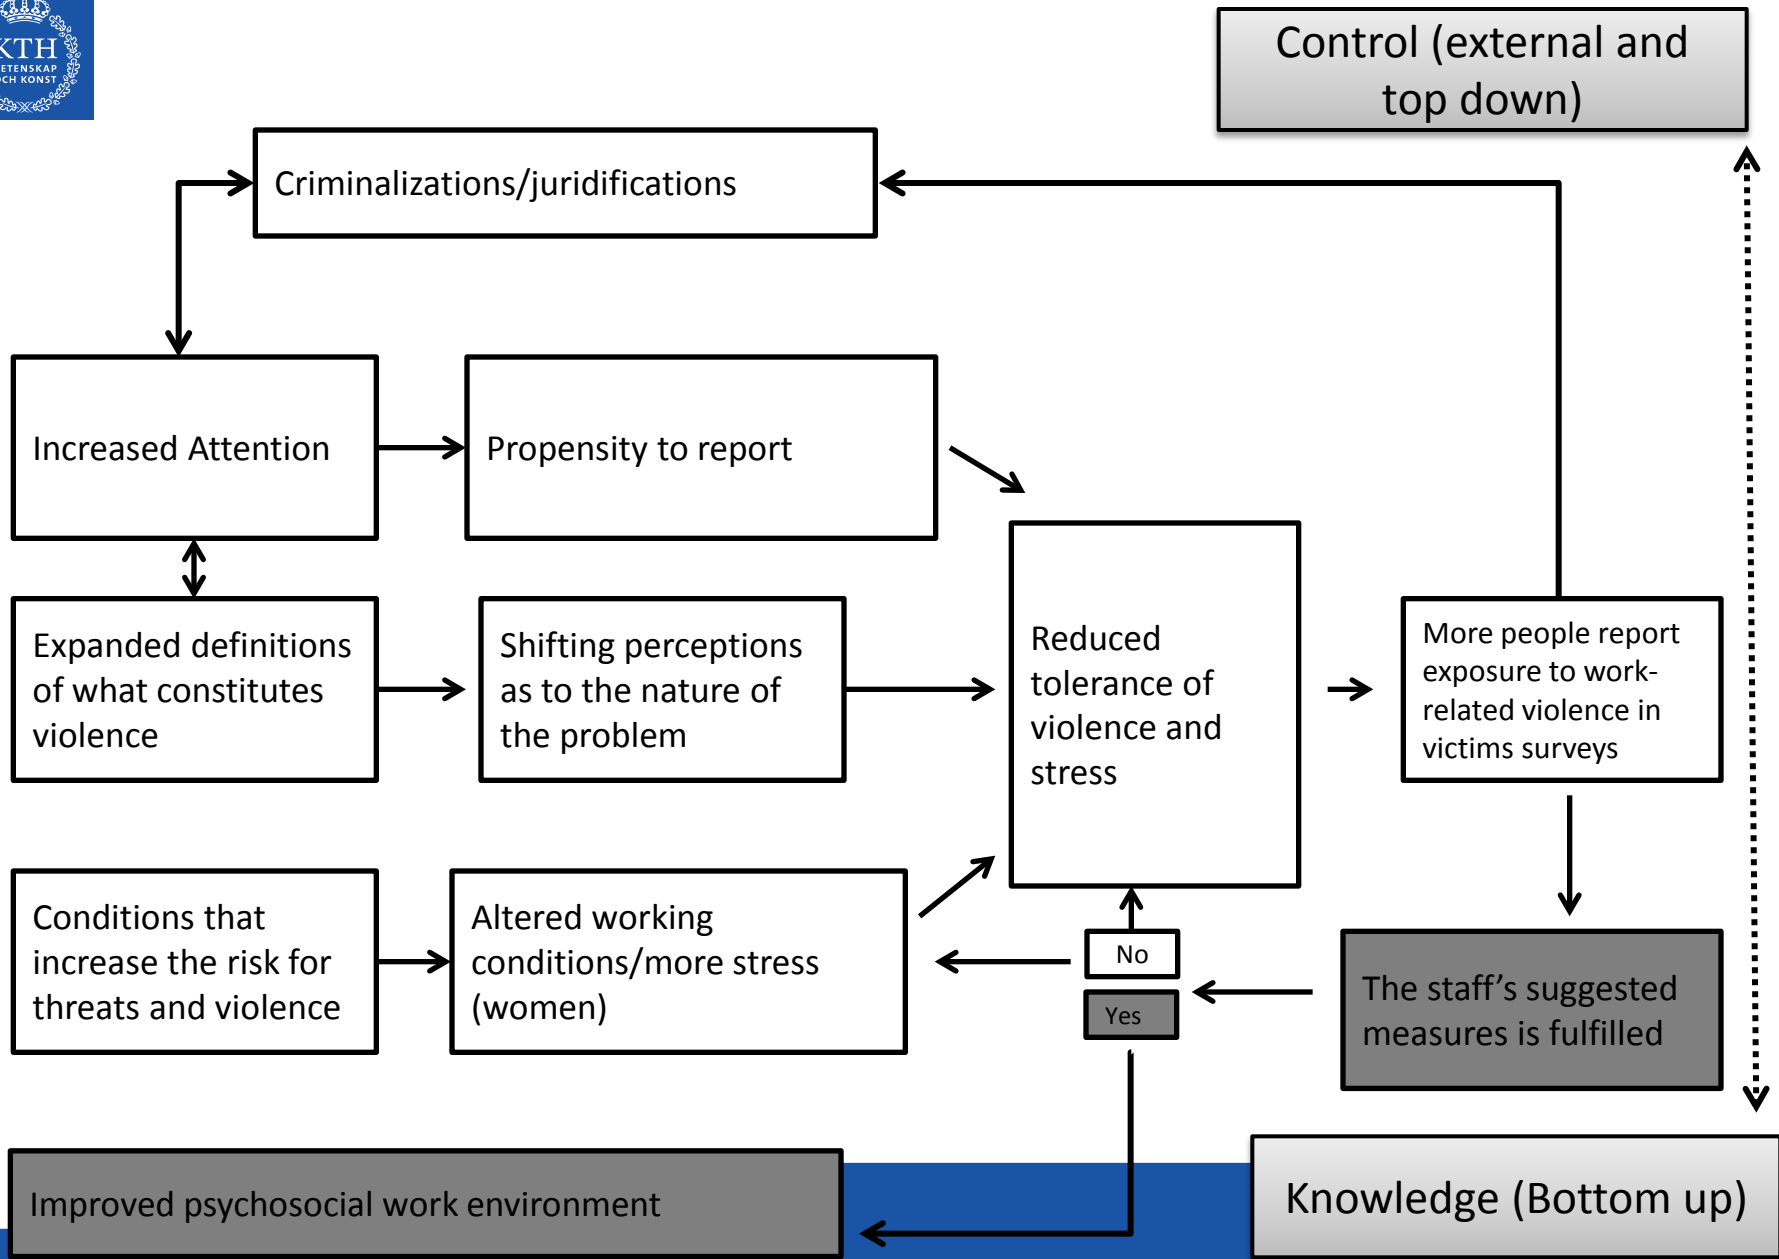 KTH
VETENSKAP
OCH KONST
Control (external and
top down)
Criminalizations/juridifications
Increased Attention
Propensity to report
Expanded definitions
of what constitutes
violence
Shifting perceptions
as to the nature of
the problem
Reduced
tolerance of
violence and
stress
More people report
exposure to work-
related violence in
victims surveys
Conditions that
increase the risk for
threats and violence
Altered working
conditions/more stress
(women)
No
Yes
The staff’s suggested
measures is fulfilled
Improved psychosocial work environment
Knowledge (Bottom up)